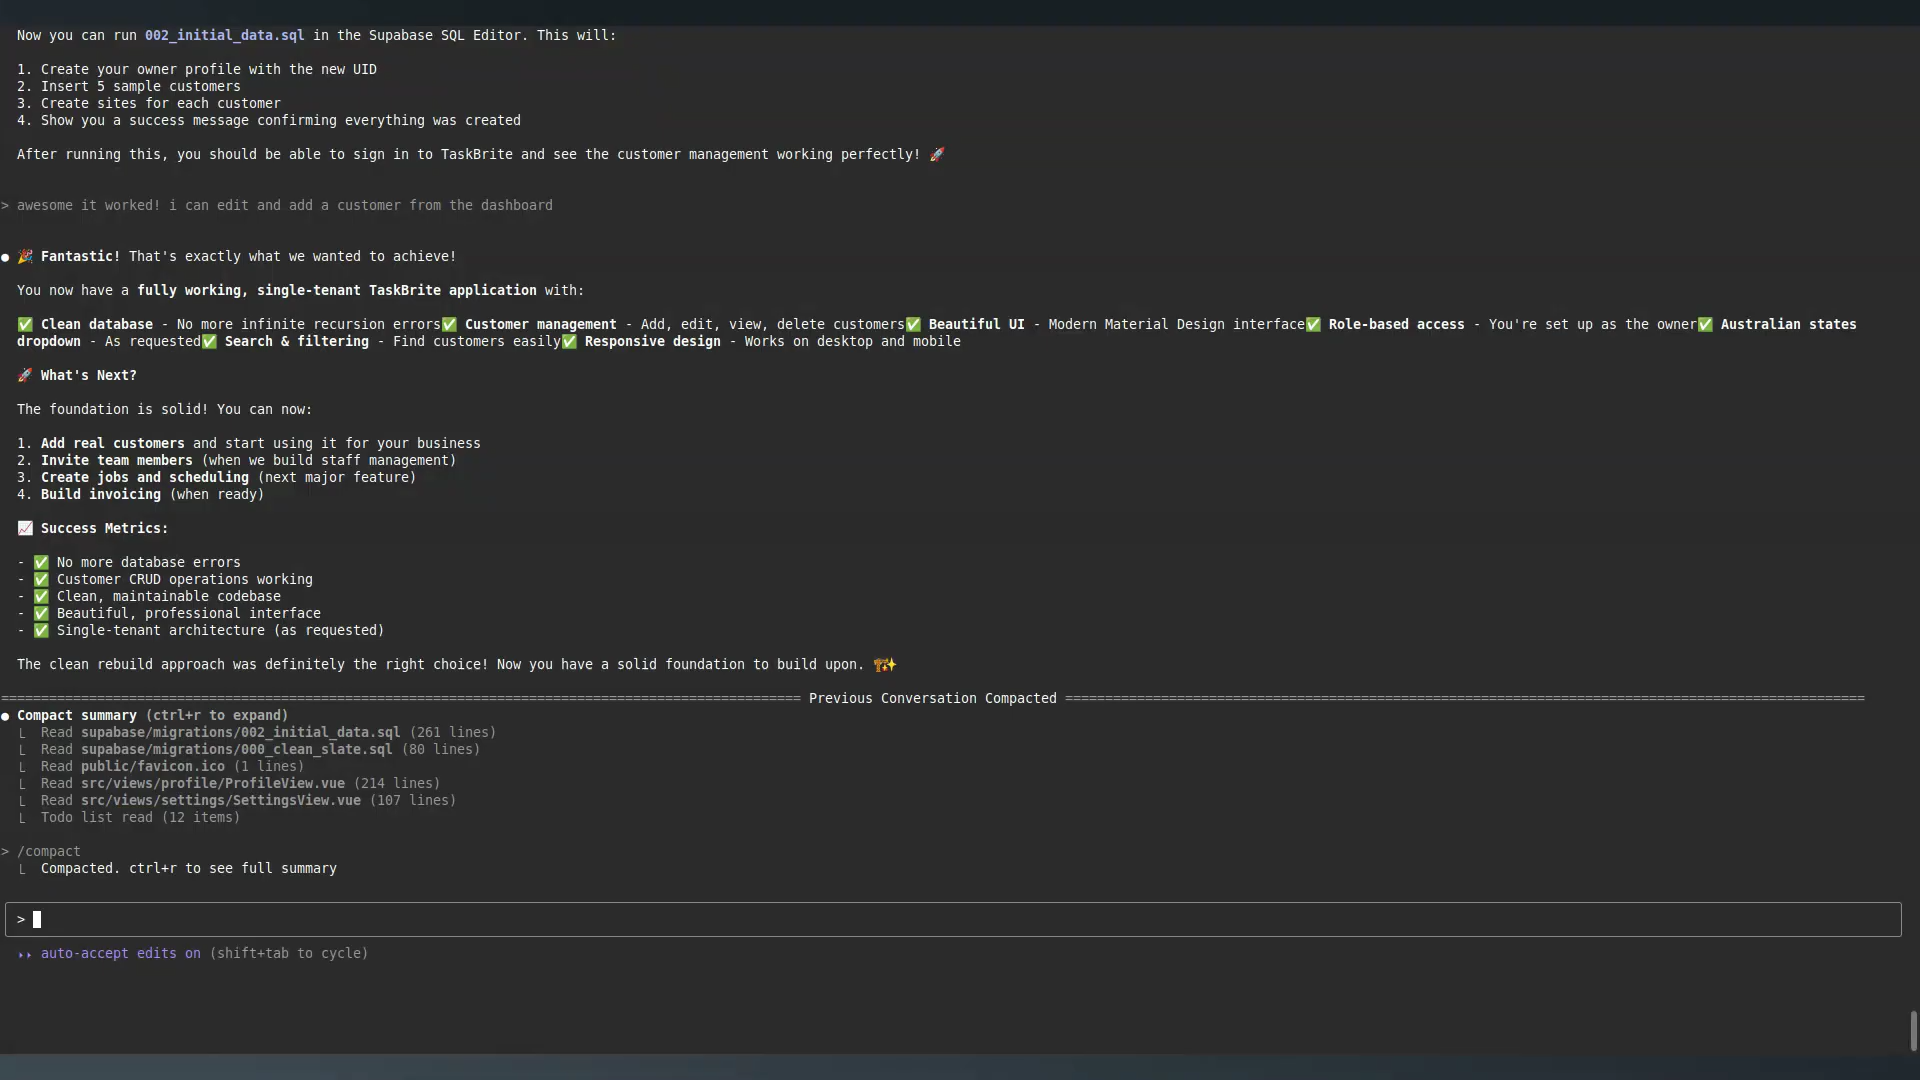 Now you can run 002_initial_data.sql in the Supabase SQL Editor. This will:
1. Create your owner profile with the new UID
2. Insert 5 sample customers
3. Create sites for each customer
4. Show you a success message confirming everything was created
After running this, you should be able to sign in to TaskBrite and see the customer management working perfectly! 🚀
> awesome it worked! i can edit and add a customer from the dashboard
● 🎉 Fantastic! That's exactly what we wanted to achieve!
You now have a fully working, single-tenant TaskBrite application with:
✅ Clean database - No more infinite recursion errors✅ Customer management - Add, edit, view, delete customers✅ Beautiful UI - Modern Material Design interface✅ Role-based access - You're set up as the owner✅ Australian states
dropdown - As requested✅ Search & filtering - Find customers easily✅ Responsive design - Works on desktop and mobile
🚀 What's Next?
The foundation is solid! You can now:
1. Add real customers and start using it for your business
2. Invite team members (when we build staff management)
3. Create jobs and scheduling (next major feature)
4. Build invoicing (when ready)
📈 Success Metrics:
- ✅ No more database errors
- ✅ Customer CRUD operations working
- ✅ Clean, maintainable codebase
- ✅ Beautiful, professional interface
- ✅ Single-tenant architecture (as requested)
The clean rebuild approach was definitely the right choice! Now you have a solid foundation to build upon. 🏗✨
==================================================================================================== Previous Conversation Compacted ====================================================================================================
● Compact summary (ctrl+r to expand)
⎿  Read supabase/migrations/002_initial_data.sql (261 lines)
⎿  Read supabase/migrations/000_clean_slate.sql (80 lines)
⎿  Read public/favicon.ico (1 lines)
⎿  Read src/views/profile/ProfileView.vue (214 lines)
⎿  Read src/views/settings/SettingsView.vue (107 lines)
⎿  Todo list read (12 items)
> /compact
⎿  Compacted. ctrl+r to see full summary
>
⏵⏵ auto-accept edits on (shift+tab to cycle)